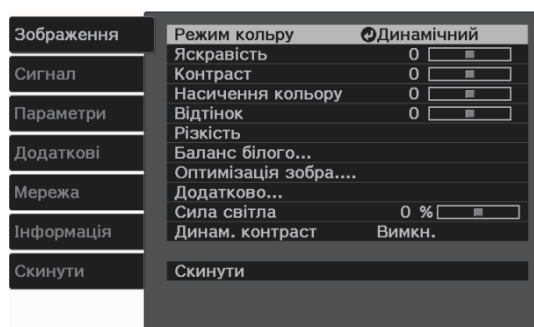 Зображення
Сигнал
Параметри
Додаткові
Мережа
Інформація
Скинути
Режим кольру Динамічний
Яскравість 0
Контраст 0
Насичення кольору 0
Відтінок 0
Різкість
Баланс білого...
Оптимізація зобра....
Додатково...
Сила світла 0 %
Динам. контраст Вимкн.
Скинути